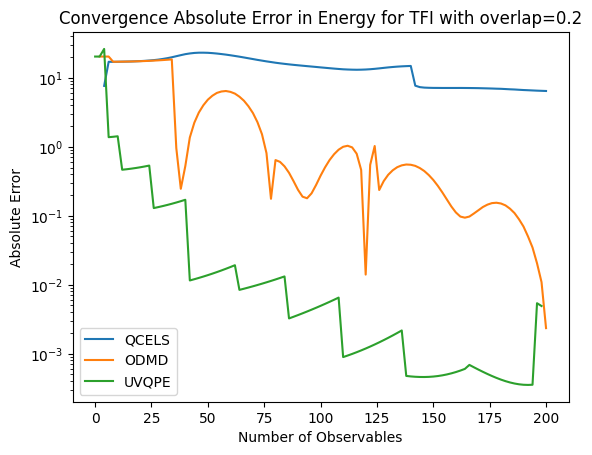 Convergence Absolute Error in Energy for TFI with overlap=0.2
Absolute Error
10¹
10⁰
10⁻¹
10⁻²
10⁻³
QCELS
ODMD
UVQPE
0 25 50 75 100 125 150 175 200
Number of Observables